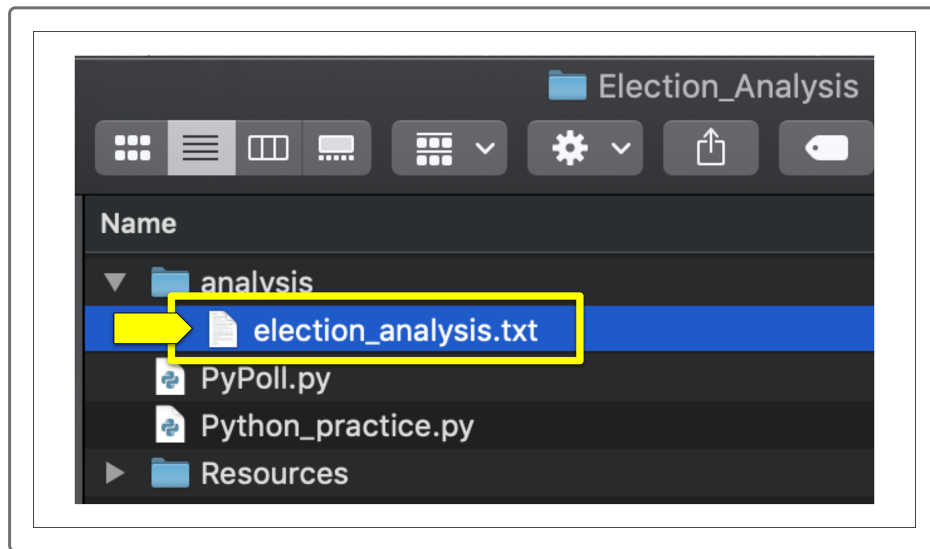 Election_Analysis
Name
analysis
election_analysis.txt
PyPoll.py
Python_practice.py
Resources